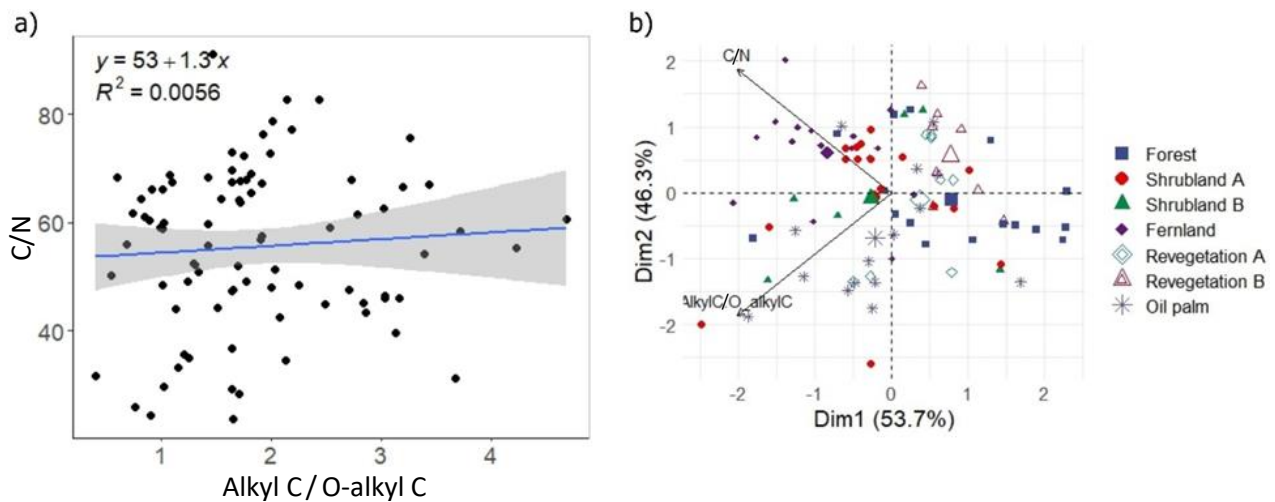 a)
y = 53 + 1.3 x
R² = 0.0056
80
60
40
C/N
1 2 3 4
Alkyl C / O-alkyl C
b)
C/N
AlkylC/O_alkylC
2
1
0
-1
-2
Dim2 (46.3%)
-2 -1 0 1 2
Dim1 (53.7%)
Forest
Shrubland A
Shrubland B
Fernland
Revegetation A
Revegetation B
Oil palm